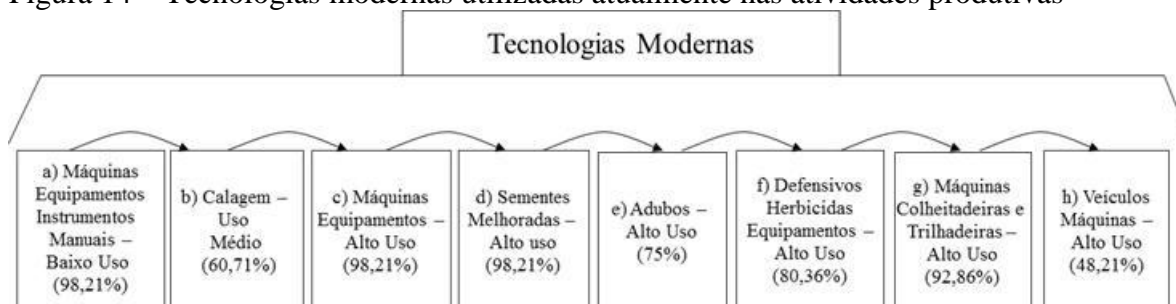 Figura 14 – Tecnologias modernas utilizadas atualmente nas atividades produtivas
Tecnologias Modernas
a) Máquinas
Equipamentos
Instrumentos
Manuais –
Baixo Uso
(98,21%)
b) Calagem –
Uso
Médio
(60,71%)
c) Máquinas
Equipamentos –
Alto Uso
(98,21%)
d) Sementes
Melhoradas –
Alto uso
(98,21%)
e) Adubos –
Alto Uso
(75%)
f) Defensivos
Herbicidas
Equipamentos –
Alto Uso
(80,36%)
g) Máquinas
Colheitadeiras e
Trilhadeiras –
Alto Uso
(92,86%)
h) Veículos
Máquinas –
Alto Uso
(48,21%)